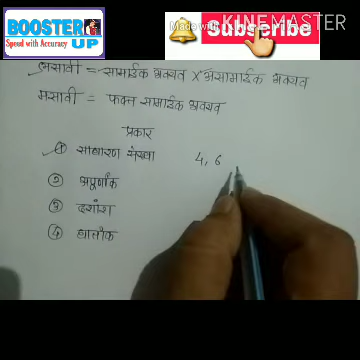 BOOSTER
Speed with Accuracy UP
KINEMASTER
Subscribe
लसावी = सामाईक अवयव × असामाईक अवयव
मसावी = फक्त सामाईक अवयव
प्रकार
① साधारण संख्या 4, 6
② अपूर्णांक
③ दशांश
④ घातांक